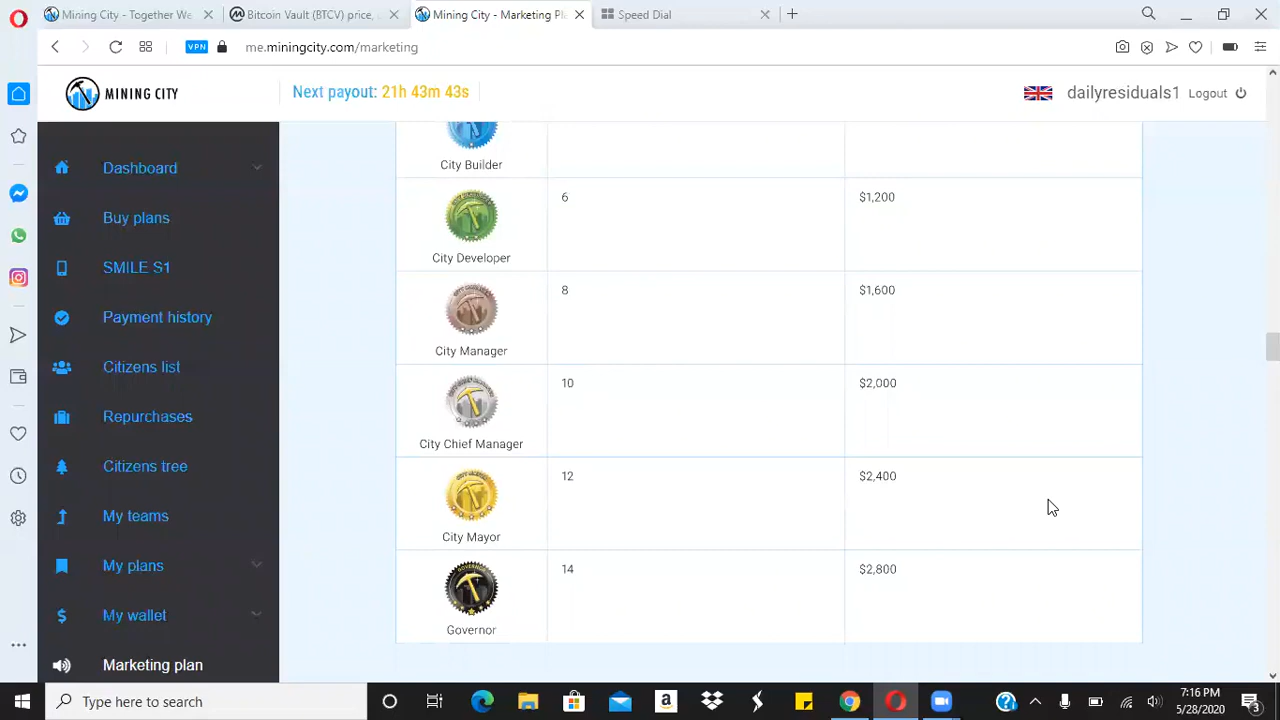 Mining City - Together We
Bitcoin Vault (BTCV) price,
Mining City - Marketing Pl
Speed Dial
VPN
me.miningcity.com/marketing
MINING CITY
Next payout: 21h 43m 43s
dailyresiduals1
Logout
Dashboard
Buy plans
SMILE S1
Payment history
Citizens list
Repurchases
Citizens tree
My teams
My plans
My wallet
Marketing plan
City Builder
6
$1,200
City Developer
8
$1,600
City Manager
10
$2,000
City Chief Manager
12
$2,400
City Mayor
14
$2,800
Governor
Type here to search
7:16 PM
5/28/2020
3